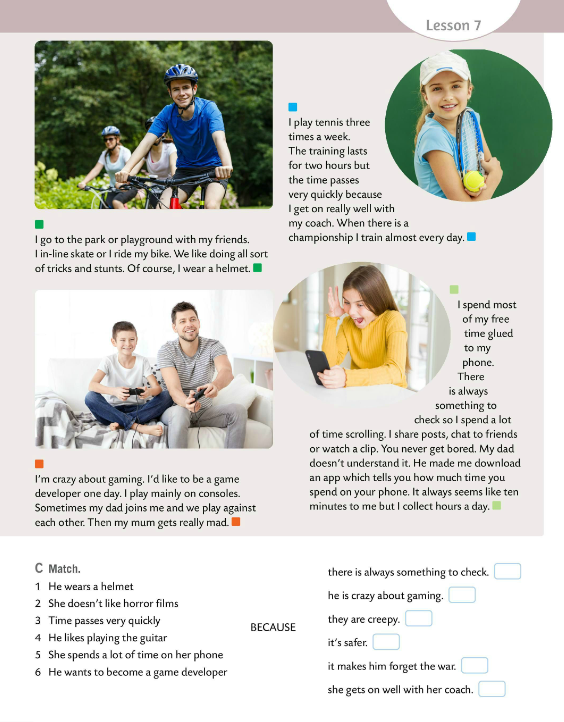 Lesson 7
I go to the park or playground with my friends.
I in-line skate or I ride my bike. We like doing all sort
of tricks and stunts. Of course, I wear a helmet.
I play tennis three
times a week.
The training lasts
for two hours but
the time passes
very quickly because
I get on really well with
my coach. When there is a
championship I train almost every day.
I'm crazy about gaming. I'd like to be a game
developer one day. I play mainly on consoles.
Sometimes my dad joins me and we play against
each other. Then my mum gets really mad.
I spend most
of my free
time glued
to my
phone.
There
is always
something to
check so I spend a lot
of time scrolling. I share posts, chat to friends
or watch a clip. You never get bored. My dad
doesn't understand it. He made me download
an app which tells you how much time you
spend on your phone. It always seems like ten
minutes to me but I collect hours a day.
C Match.
1 He wears a helmet
2 She doesn't like horror films
3 Time passes very quickly
4 He likes playing the guitar
5 She spends a lot of time on her phone
6 He wants to become a game developer
BECAUSE
there is always something to check.
he is crazy about gaming.
they are creepy.
it's safer.
it makes him forget the war.
she gets on well with her coach.